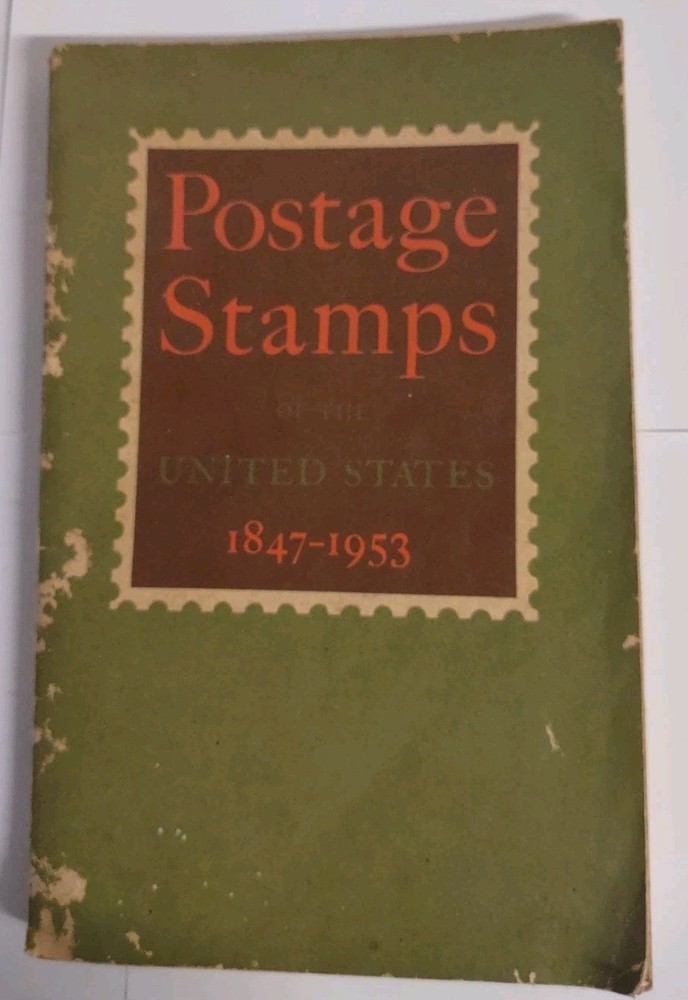 Postage
Stamps
OF THE
UNITED STATES
1847-1953